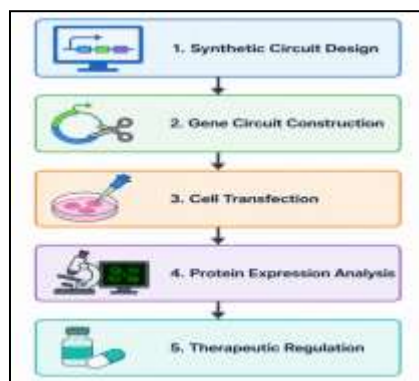 1. Synthetic Circuit Design
2. Gene Circuit Construction
3. Cell Transfection
4. Protein Expression Analysis
5. Therapeutic Regulation